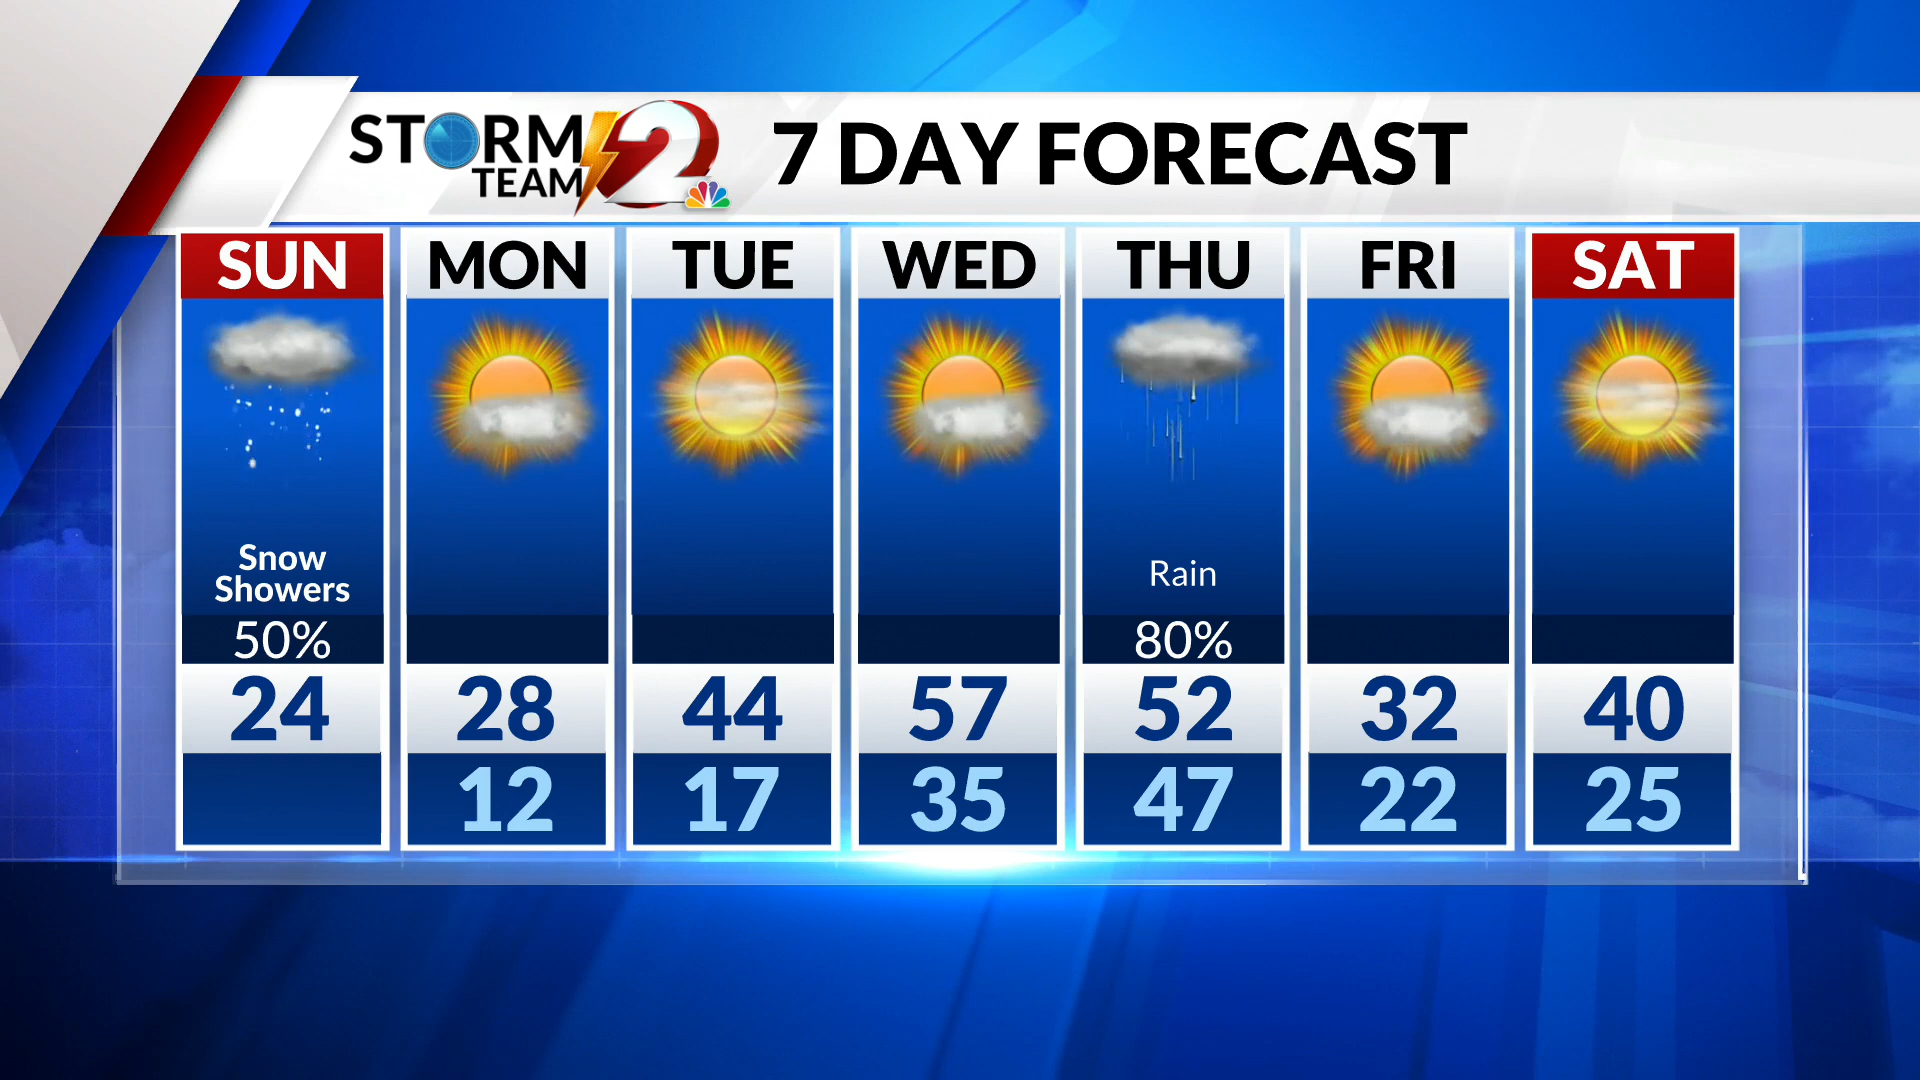 STORM
TEAM
2
7 DAY FORECAST
SUN
Snow
Showers
50%
24
MON
28
12
TUE
44
17
WED
57
35
THU
Rain
80%
52
47
FRI
32
22
SAT
40
25